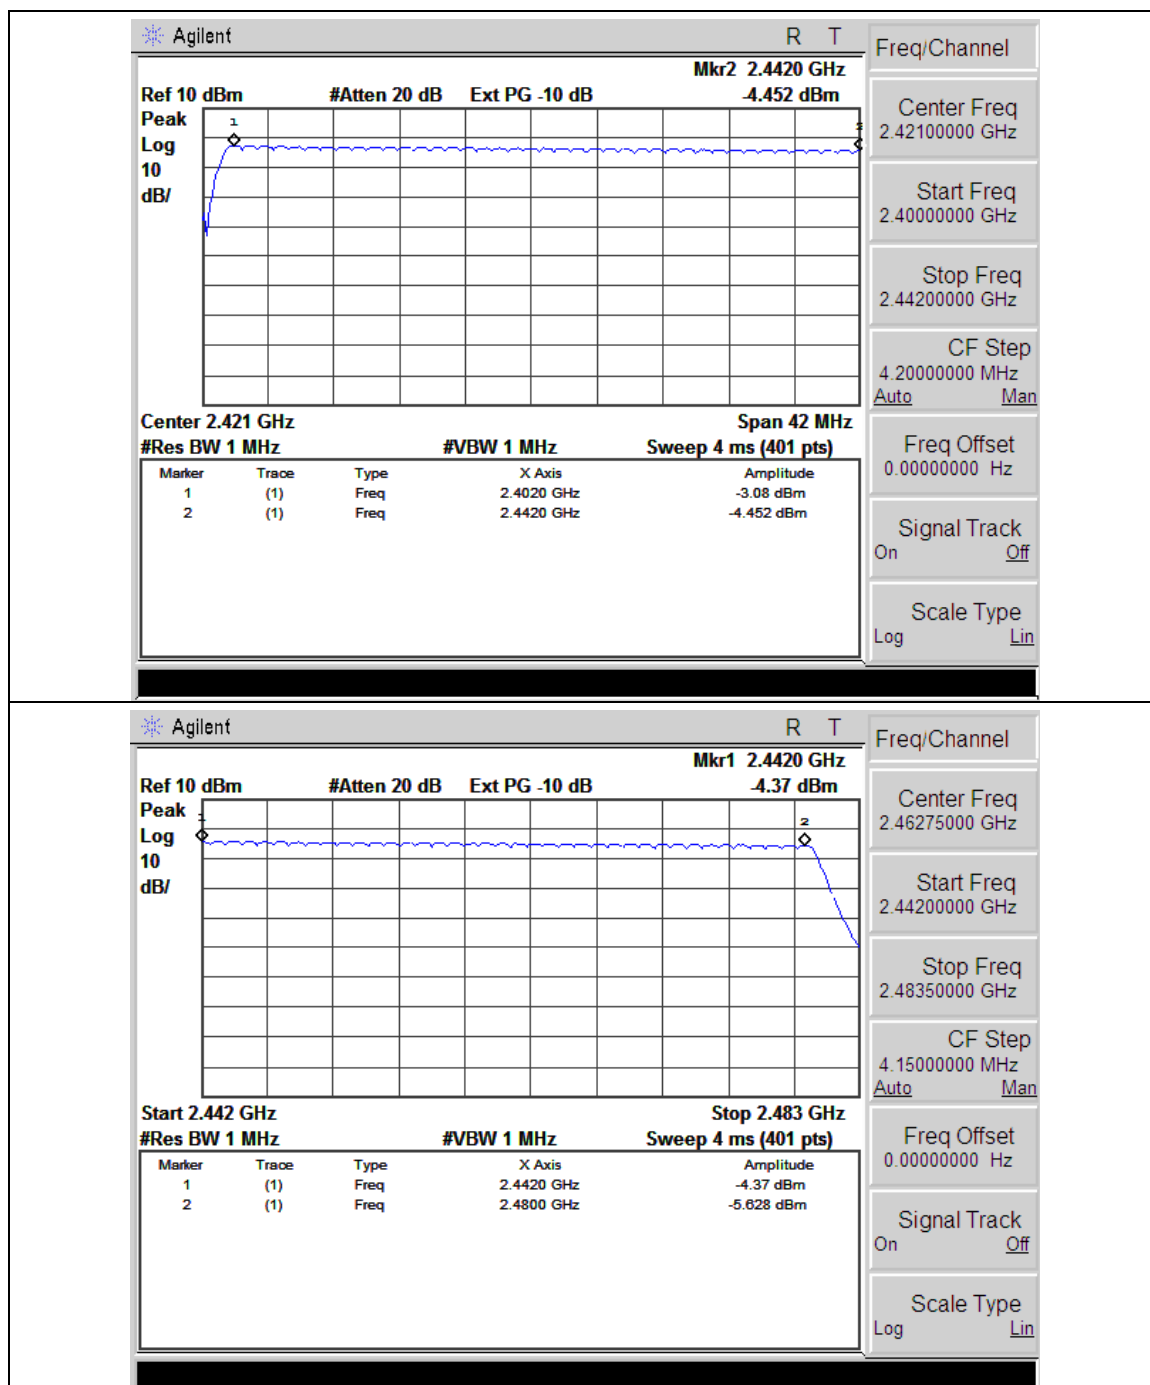 Agilent R T
Mkr2 2.4420 GHz
Ref 10 dBm #Atten 20 dB Ext PG -10 dB -4.452 dBm
Peak
Log
10
dB/
1
2
Center 2.421 GHz Span 42 MHz
#Res BW 1 MHz #VBW 1 MHz Sweep 4 ms (401 pts)
Marker Trace Type X Axis Amplitude
1 (1) Freq 2.4020 GHz -3.08 dBm
2 (1) Freq 2.4420 GHz -4.452 dBm
Freq/Channel
Center Freq
2.42100000 GHz
Start Freq
2.40000000 GHz
Stop Freq
2.44200000 GHz
CF Step
4.20000000 MHz
Auto Man
Freq Offset
0.00000000 Hz
Signal Track
On Off
Scale Type
Log Lin
Agilent R T
Mkr1 2.4420 GHz
Ref 10 dBm #Atten 20 dB Ext PG -10 dB -4.37 dBm
Peak
Log
10
dB/
1
2
Start 2.442 GHz Stop 2.483 GHz
#Res BW 1 MHz #VBW 1 MHz Sweep 4 ms (401 pts)
Marker Trace Type X Axis Amplitude
1 (1) Freq 2.4420 GHz -4.37 dBm
2 (1) Freq 2.4800 GHz -5.628 dBm
Freq/Channel
Center Freq
2.46275000 GHz
Start Freq
2.44200000 GHz
Stop Freq
2.48350000 GHz
CF Step
4.15000000 MHz
Auto Man
Freq Offset
0.00000000 Hz
Signal Track
On Off
Scale Type
Log Lin